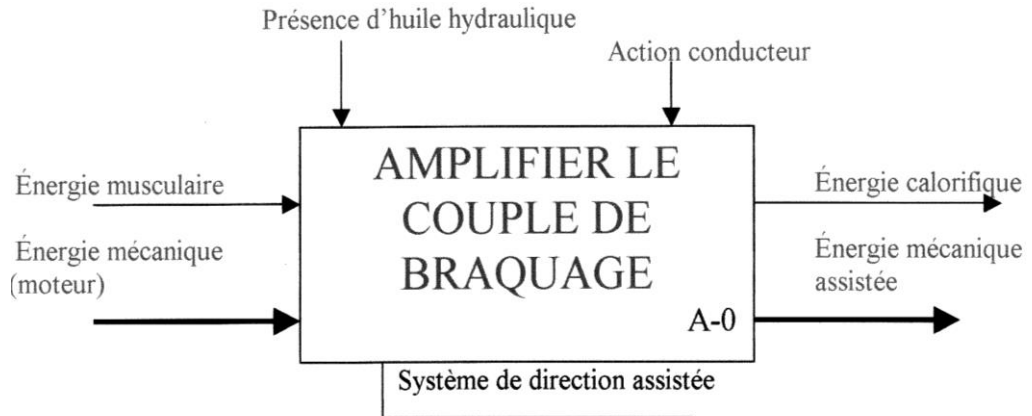 Présence d'huile hydraulique
Action conducteur
AMPLIFIER LE
COUPLE DE
BRAQUAGE
A-0
Énergie musculaire
Énergie mécanique
(moteur)
Énergie calorifique
Énergie mécanique
assistée
Système de direction assistée